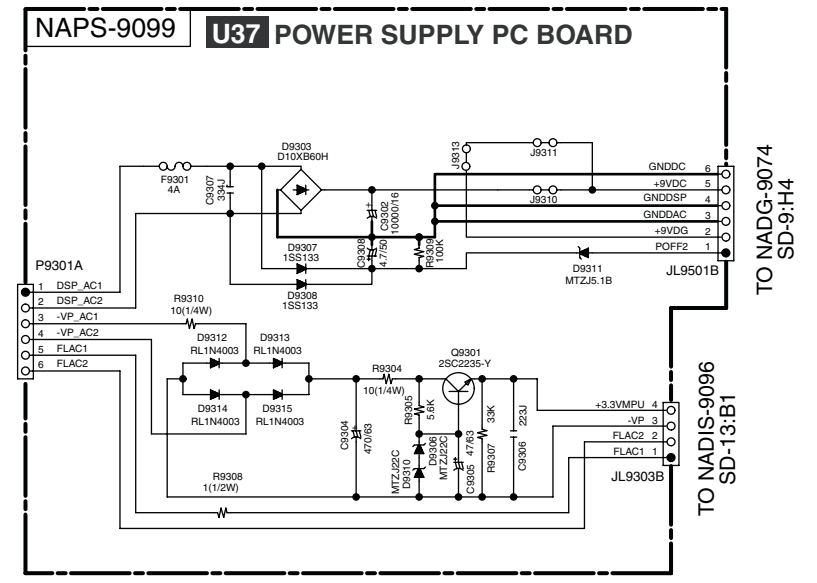 NAPS-9099
U37 POWER SUPPLY PC BOARD
D9303
D10XB60H
F9301
4A
C9307
334J
C9302
10000/16
J9313
J9311
J9310
GNDDC 6
+9VDC 5
GNDDSP 4
GNDDAC 3
+9VDG 2
POFF2 1
JL9501B
TO NADG-9074
SD-9:H4
D9307
1SS133
D9308
1SS133
C9308
4.7/50
R9309
100K
D9311
MTZJ5.1B
P9301A
1 DSP_AC1
2 DSP_AC2
3 -VP_AC1
4 -VP_AC2
5 FLAC1
6 FLAC2
R9310
10(1/4W)
D9312
RL1N4003
D9313
RL1N4003
D9314
RL1N4003
D9315
RL1N4003
R9304
10(1/4W)
Q9301
2SC2235-Y
C9304
470/63
R9305
5.6K
D9306
MTZJ22C
D9310
MTZJ22C
C9305
47/63
R9307
33K
C9306
223J
R9308
1(1/2W)
+3.3VMPU 4
-VP 3
FLAC2 2
FLAC1 1
JL9303B
TO NADIS-9096
SD-13:B1